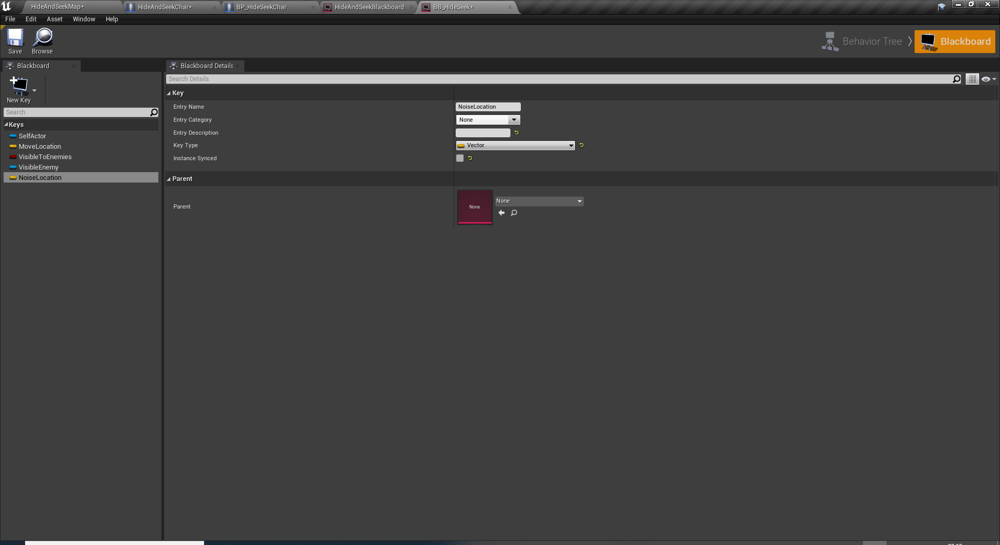 HideAndSeekMap*
HideAndSeekChar*
BP_HideSeekChar
HideAndSeekBlackboard
BB_HideSeek*
File Edit Asset Window Help
Save
Browse
Behavior Tree
Blackboard
Blackboard
New Key
Search
Keys
SelfActor
MoveLocation
VisibleToEnemies
VisibleEnemy
NoiseLocation
Blackboard Details
Search Details
Key
Entry Name NoiseLocation
Entry Category None
Entry Description
Key Type Vector
Instance Synced
Parent
Parent None None